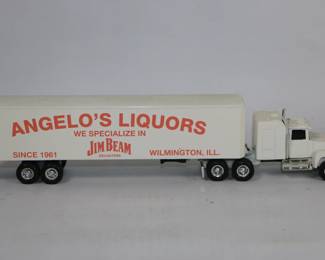 ANGELO'S LIQUORS
WE SPECIALIZE IN
JIM BEAM
SINCE 1961
WILMINGTON, ILL.